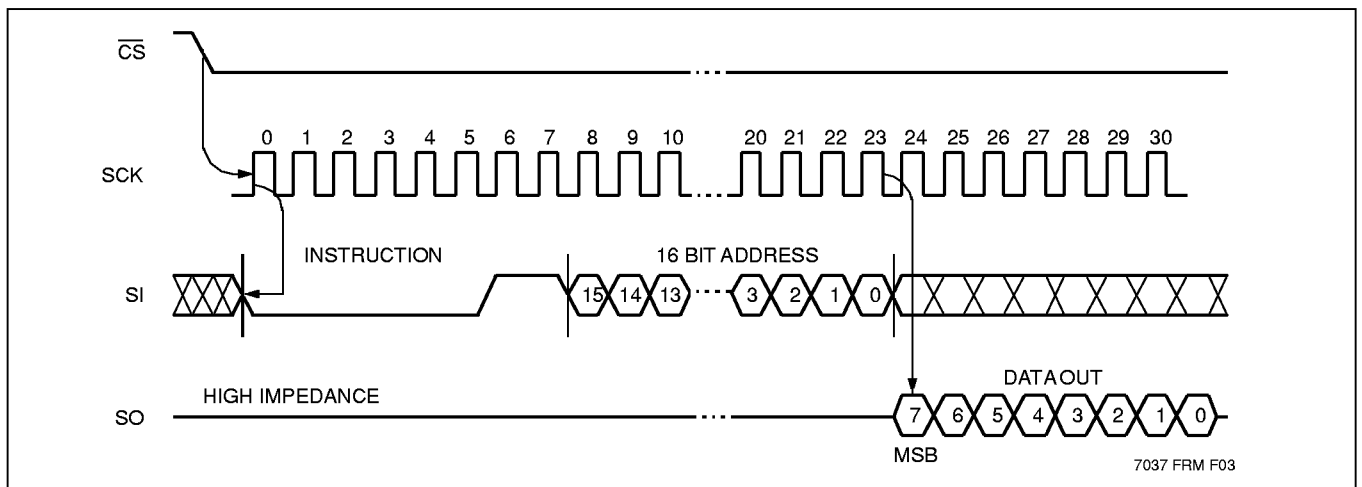 CS
0 1 2 3 4 5 6 7 8 9 10 20 21 22 23 24 25 26 27 28 29 30
SCK
INSTRUCTION 16 BIT ADDRESS
SI 15 14 13 3 2 1 0
HIGH IMPEDANCE DATA OUT
SO 7 6 5 4 3 2 1 0
MSB
7037 FRM F03